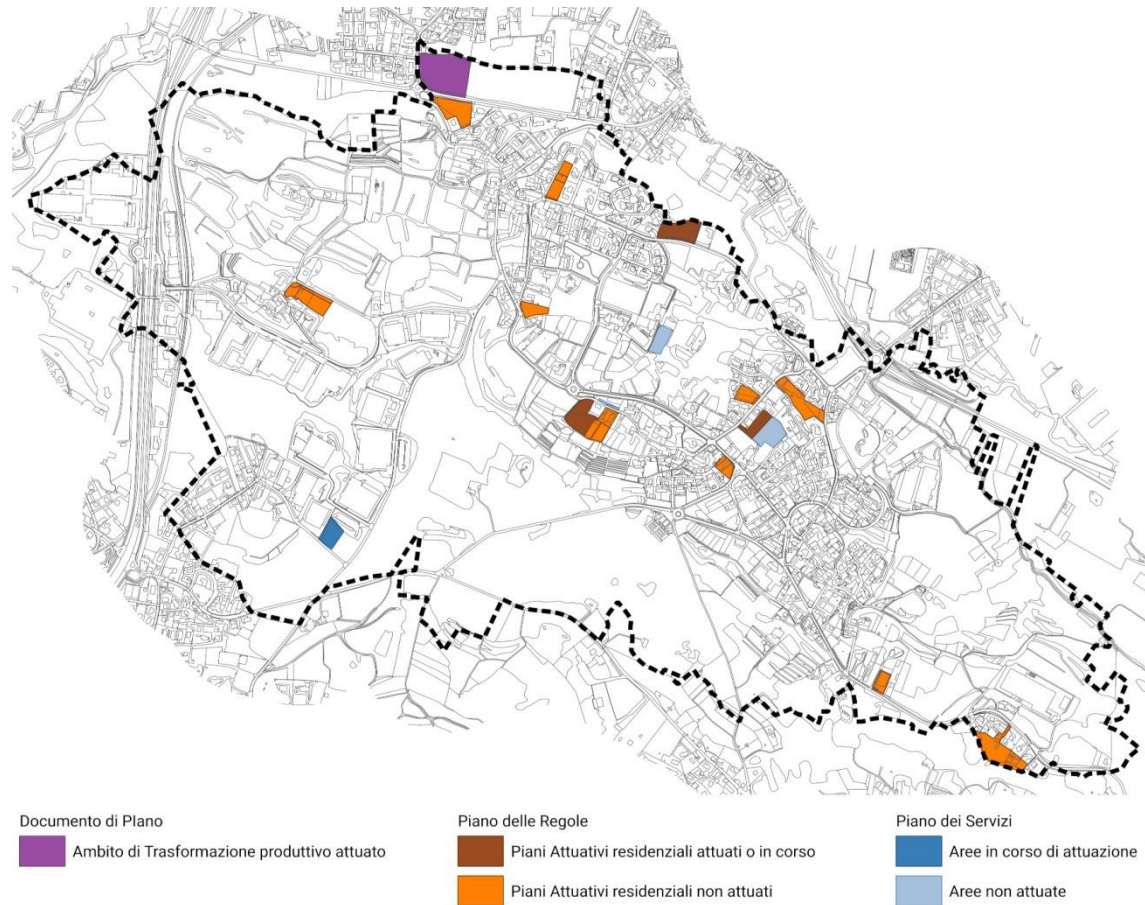 Documento di Piano
Ambito di Trasformazione produttivo attuato
Piano delle Regole
Piani Attuativi residenziali attuati o in corso
Piani Attuativi residenziali non attuati
Piano dei Servizi
Aree in corso di attuazione
Aree non attuate